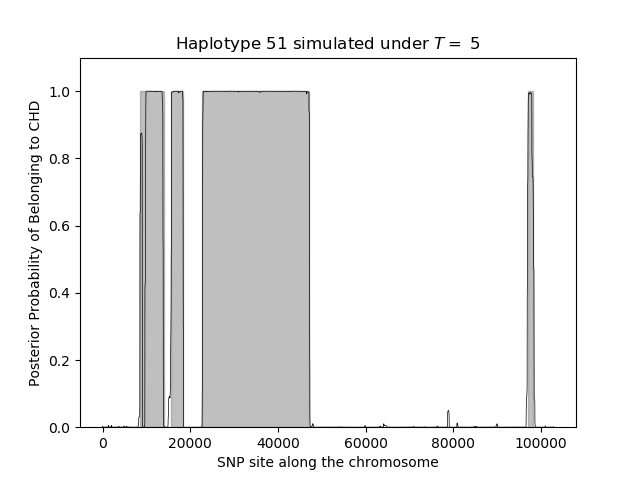 Haplotype 51 simulated under T = 5
Posterior Probability of Belonging to CHD
1.0
0.8
0.6
0.4
0.2
0.0
0 20000 40000 60000 80000 100000
SNP site along the chromosome